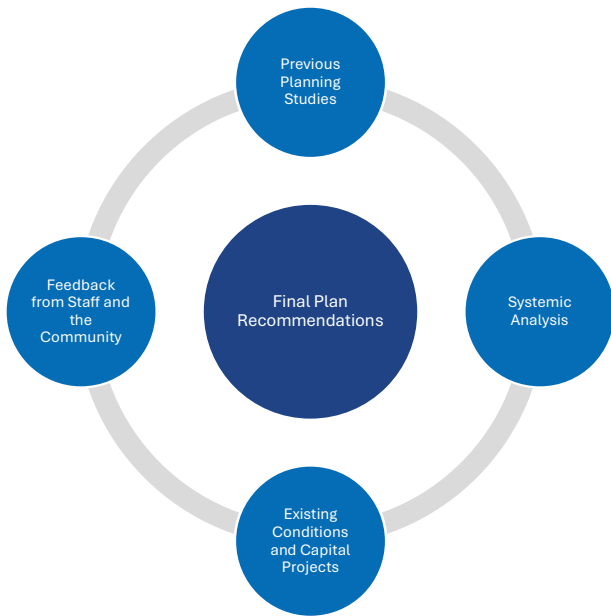 Previous
Planning
Studies
Feedback
from Staff and
the
Community
Final Plan
Recommendations
Systemic
Analysis
Existing
Conditions
and Capital
Projects